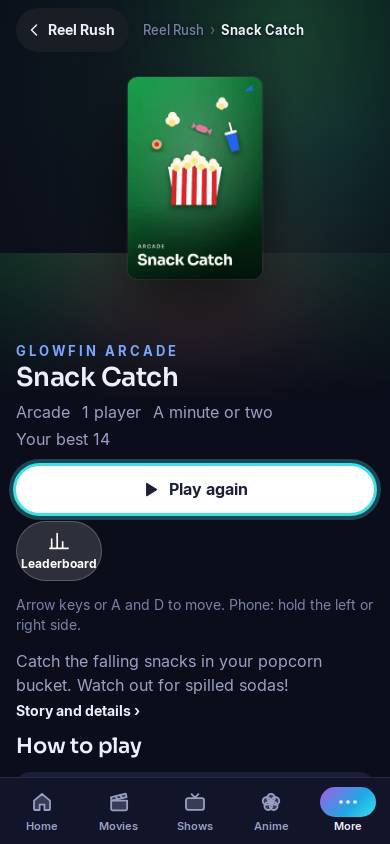 Reel Rush
Reel Rush › Snack Catch
ARCADE
Snack Catch
GLOWFIN ARCADE
Snack Catch
Arcade 1 player A minute or two
Your best 14
Play again
Leaderboard
Arrow keys or A and D to move. Phone: hold the left or
right side.
Catch the falling snacks in your popcorn
bucket. Watch out for spilled sodas!
Story and details ›
How to play
Home Movies Shows Anime More